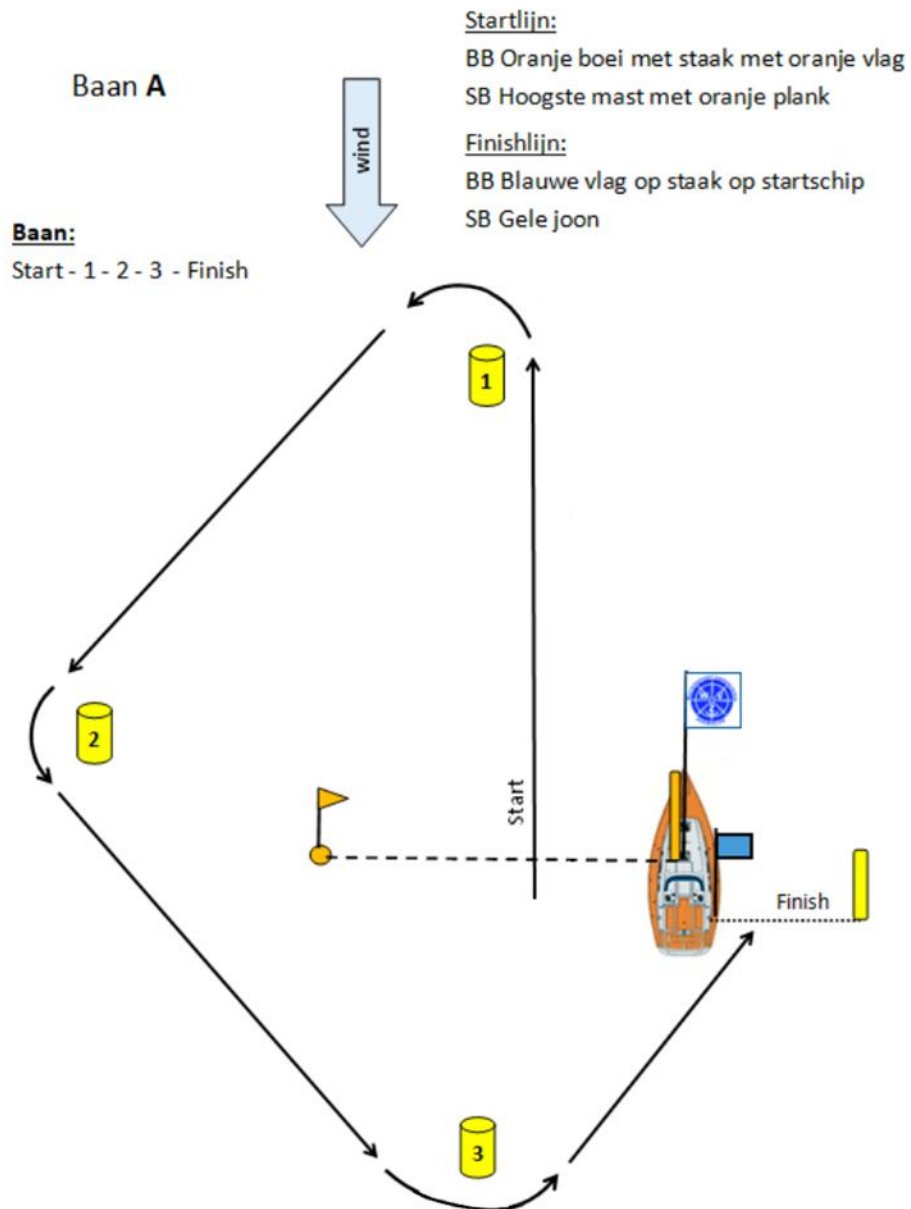 Startlijn:
BB Oranje boei met staak met oranje vlag
SB Hoogste mast met oranje plank
Baan A
wind
Finishlijn:
BB Blauwe vlag op staak op startschip
SB Gele joon
Baan:
Start - 1 - 2 - 3 - Finish
1
2
Start
Finish
3